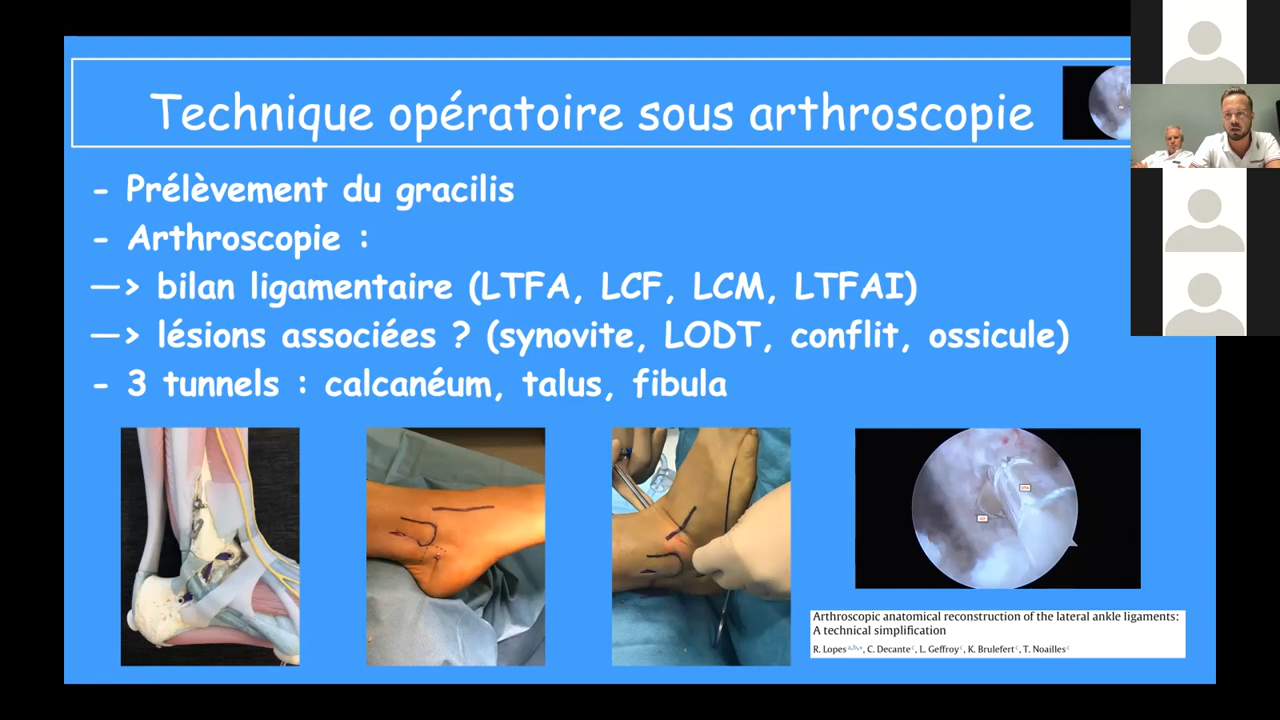 Technique opératoire sous arthroscopie
- Prélèvement du gracilis
- Arthroscopie :
—> bilan ligamentaire (LTFA, LCF, LCM, LTFAI)
—> lésions associées ? (synovite, LODT, conflit, ossicule)
- 3 tunnels : calcanéum, talus, fibula
Arthroscopic anatomical reconstruction of the lateral ankle ligaments:
A technical simplification
R. Lopes a,b,*, C. Decante c, L. Geffroy c, K. Brulefert c, T. Noailles c